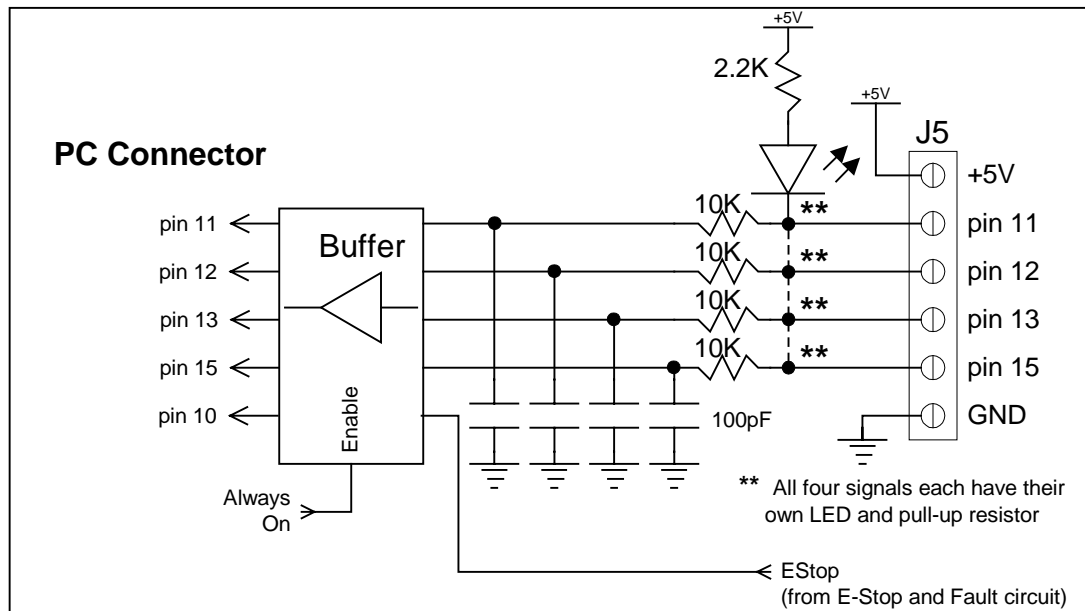 +5V
2.2K
+5V
J5
PC Connector
+5V
10K
**
pin 11
Buffer
pin 11
10K
**
pin 12
pin 12
10K
**
pin 13
pin 13
10K
**
pin 15
pin 15
pin 10
Enable
100pF
GND
Always
On
** All four signals each have their
own LED and pull-up resistor
EStop
(from E-Stop and Fault circuit)